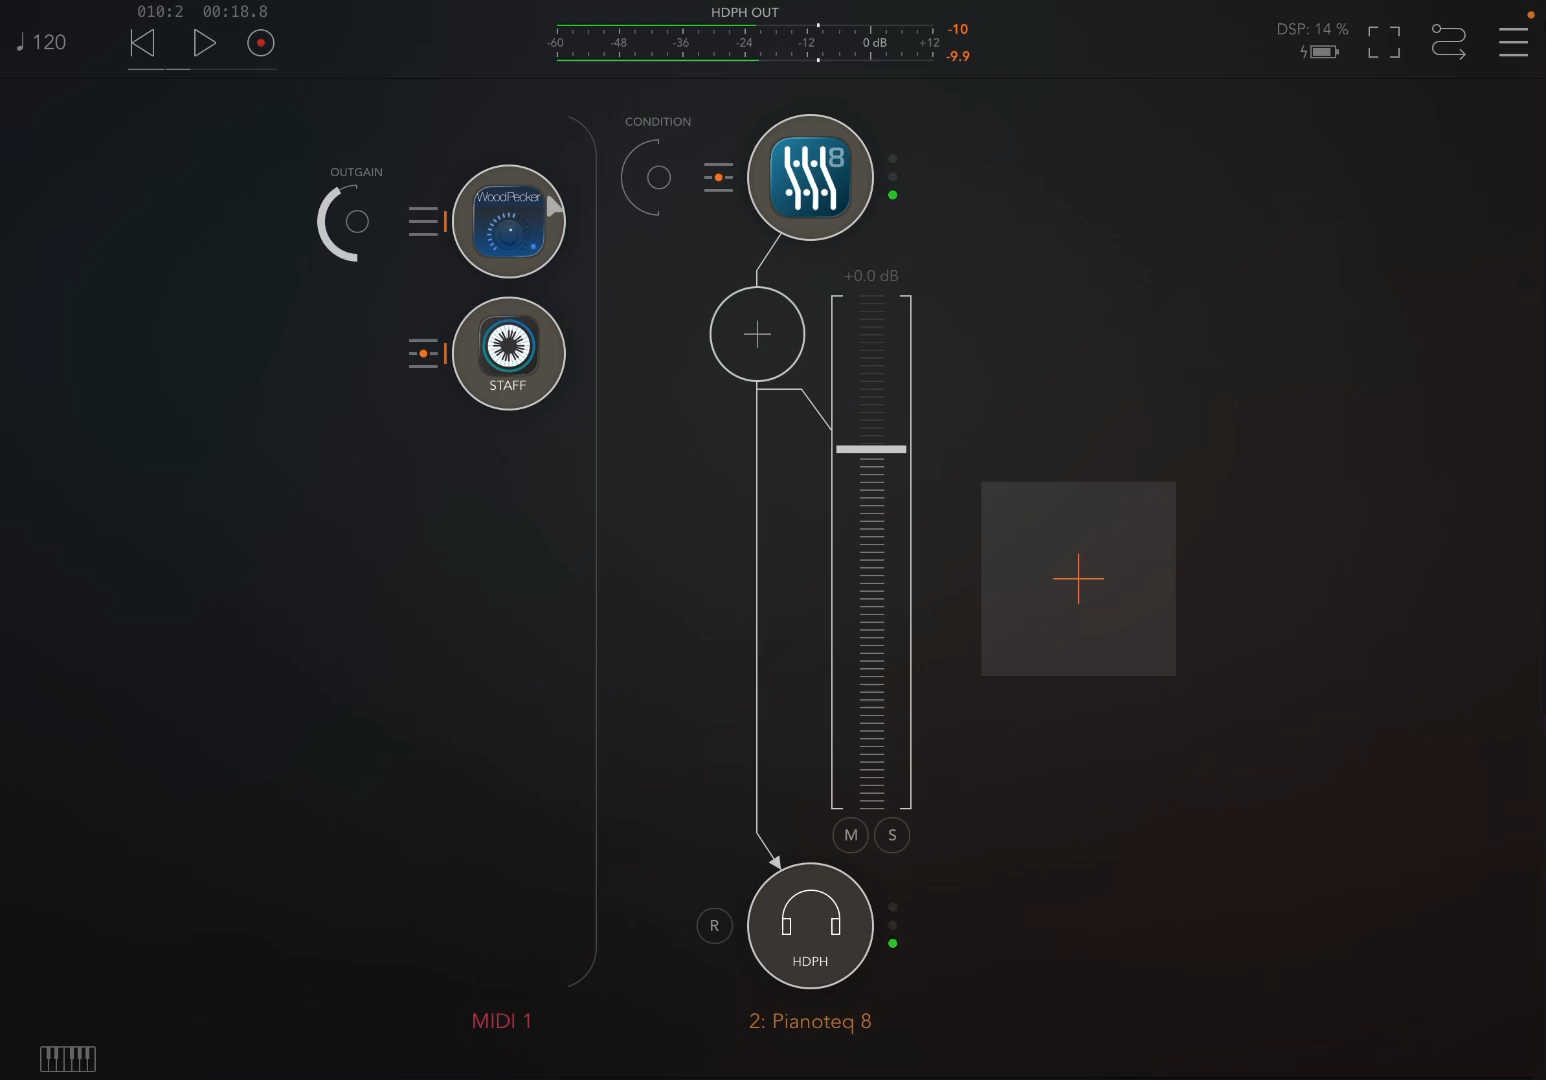 010:2 00:18.8
♩120
HDPH OUT
-60 -48 -36 -24 -12 0 dB +12
-10
-9.9
DSP: 14 %
OUTGAIN
WoodPecker
STAFF
CONDITION
8
+0.0 dB
M S
R
HDPH
MIDI 1
2: Pianoteq 8